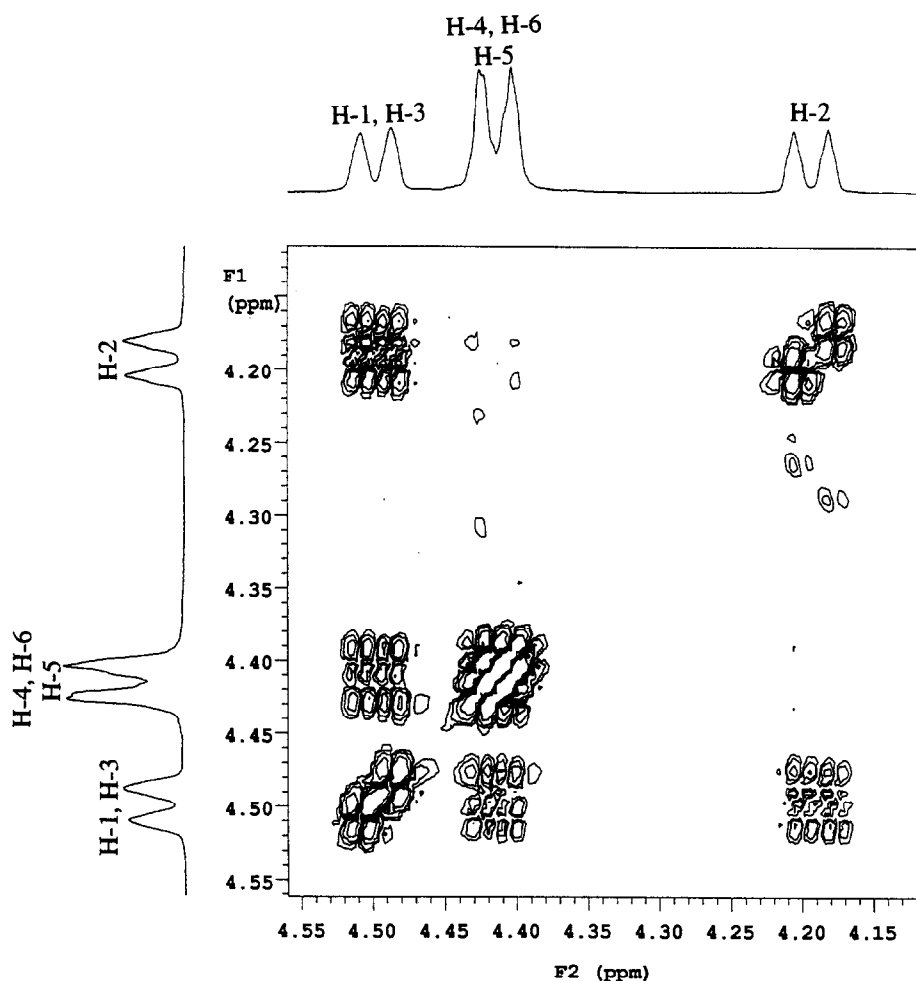 H-4, H-6
H-5
H-1, H-3
H-2
F1
(ppm)
H-2
4.20
4.25
4.30
4.35
H-4, H-6
H-5
4.40
4.45
H-1, H-3
4.50
4.55
4.55 4.50 4.45 4.40 4.35 4.30 4.25 4.20 4.15
F2 (ppm)